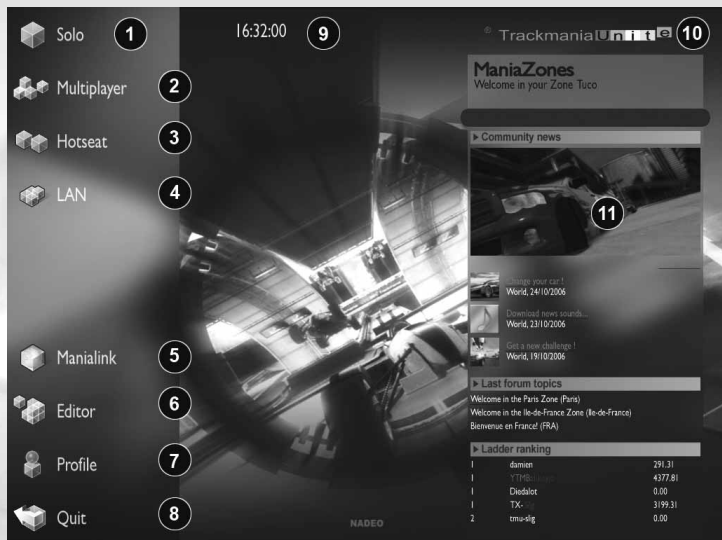 Solo 1
Multiplayer 2
Hotseat 3
LAN 4
Manialink 5
Editor 6
Profile 7
Quit 8
16:32:00 9
© Trackmania Unite 10
ManiaZones
Welcome in your Zone Tuco
Community news
11
Change your car !
World, 24/10/2006
Download news sounds...
World, 23/10/2006
Get a new challenge !
World, 19/10/2006
Last forum topics
Welcome in the Paris Zone (Paris)
Welcome in the Ile-de-France Zone (Ile-de-France)
Bienvenue en France! (FRA)
Ladder ranking
1 damien 291.31
1 4377.81
1 Diedalot 0.00
1 TX- 3199.31
2 tmu-slig 0.00
NADEO